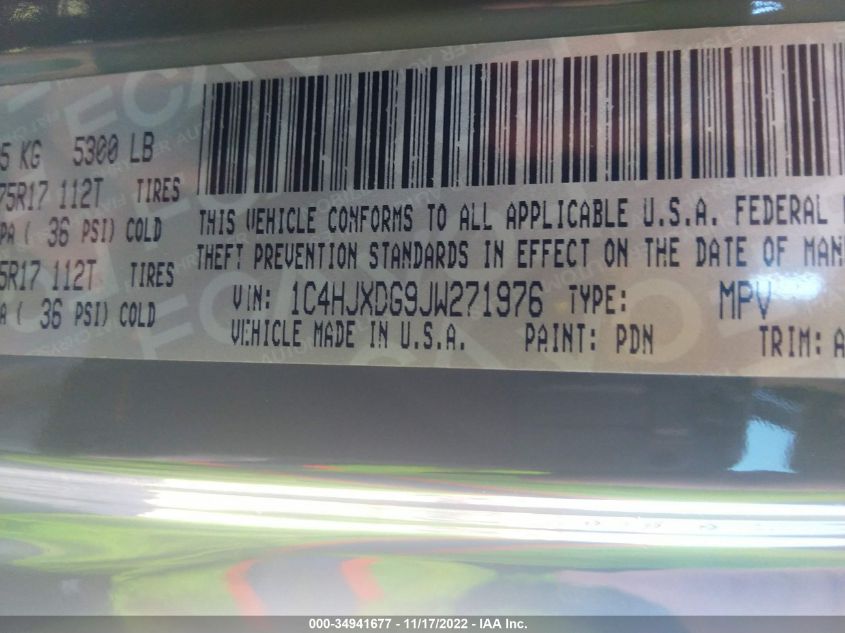 5 KG 5300 LB
75R17 112T TIRES
PA ( 36 PSI) COLD
5R17 112T TIRES
A ( 36 PSI) COLD
THIS VEHICLE CONFORMS TO ALL APPLICABLE U.S.A. FEDERAL
THEFT PREVENTION STANDARDS IN EFFECT ON THE DATE OF MAN
VIN: 1C4HJXDG9JW271976 TYPE: MPV
VEHICLE MADE IN U.S.A. PAINT: PDN TRIM: A
000-34941677 - 11/17/2022 - IAA Inc.